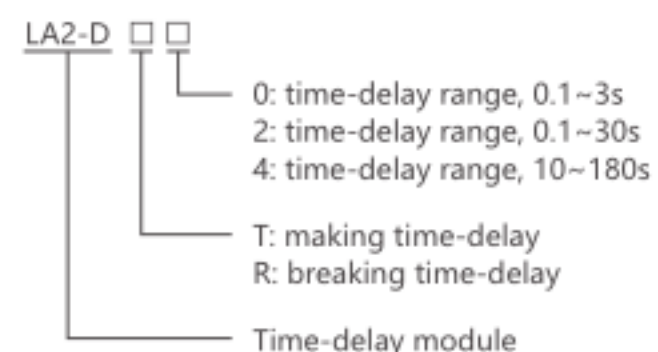 LA2-D □ □
0: time-delay range, 0.1~3s
2: time-delay range, 0.1~30s
4: time-delay range, 10~180s
T: making time-delay
R: breaking time-delay
Time-delay module